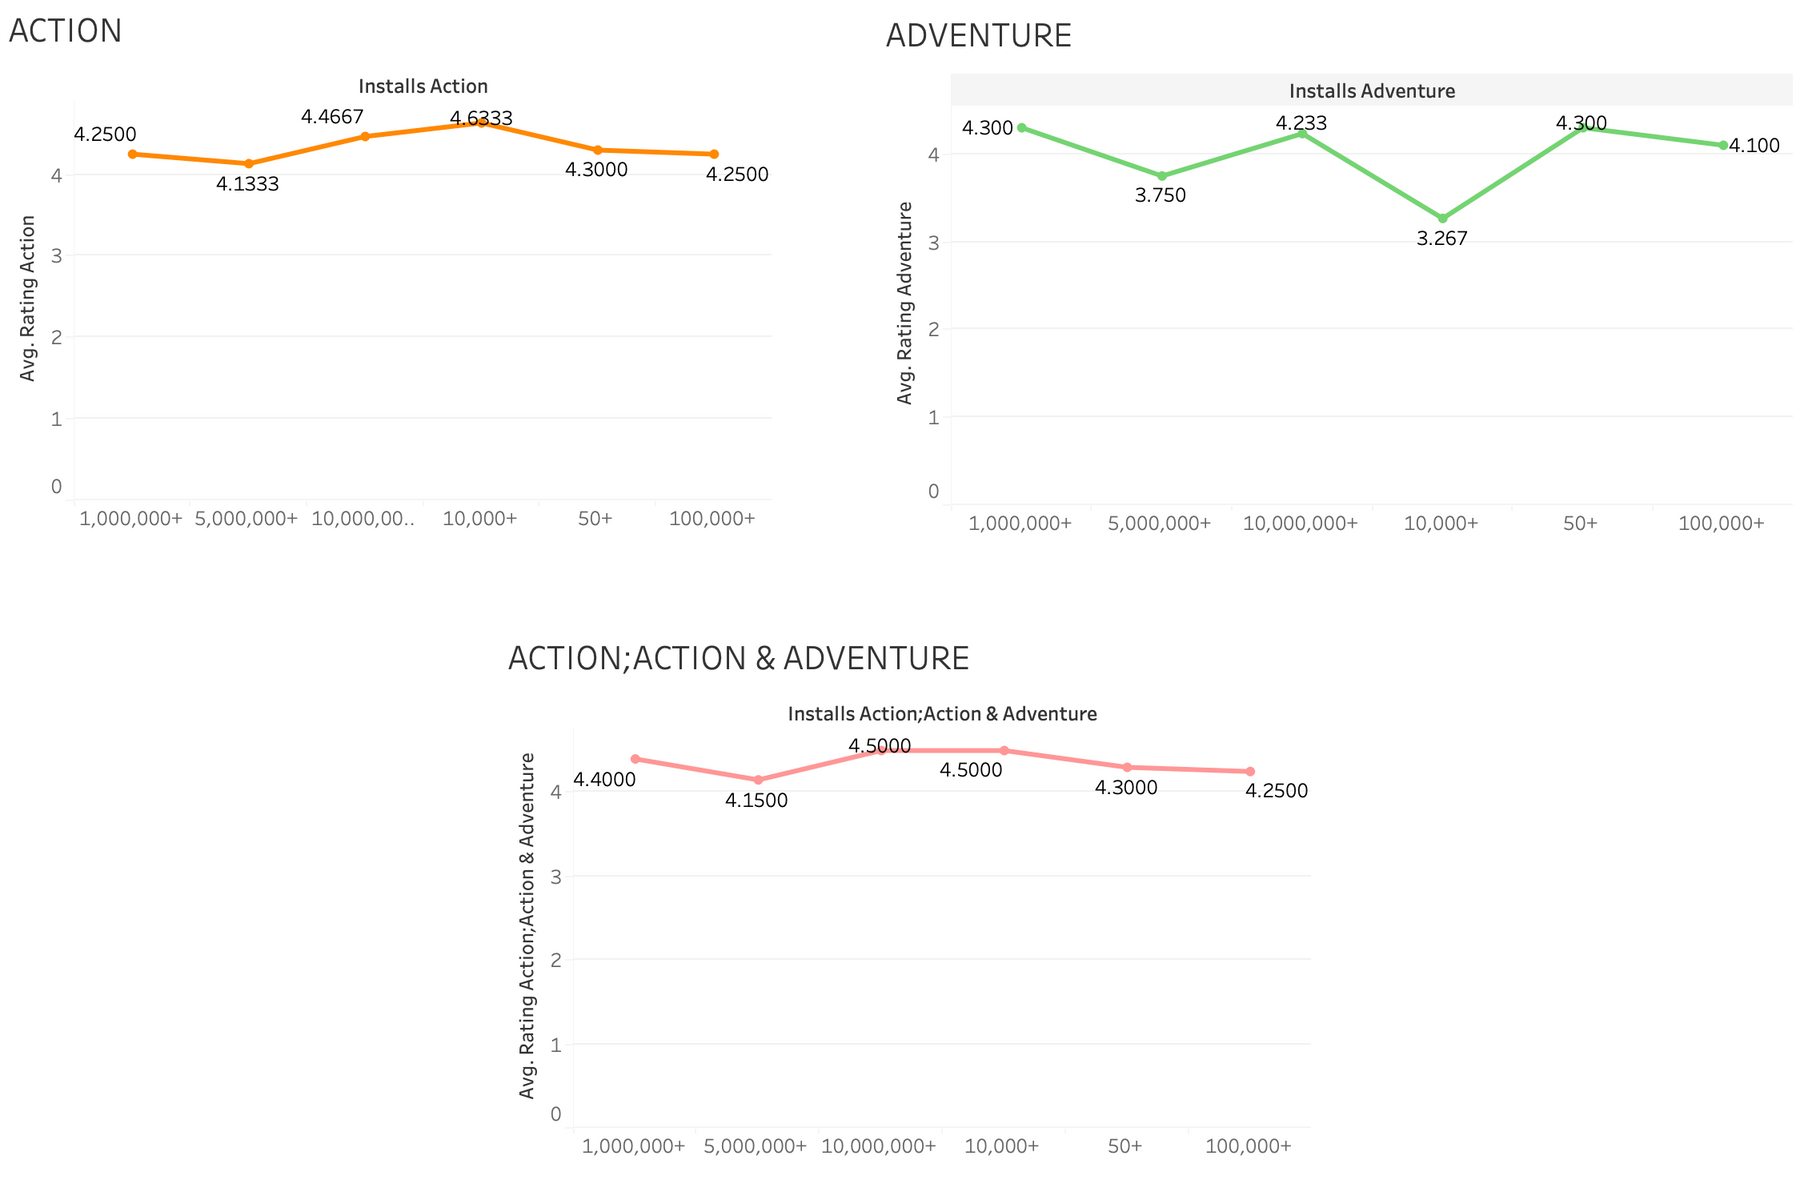 ACTION
Installs Action
Avg. Rating Action
4.2500
4.1333
4.4667
4.6333
4.3000
4.2500
4
3
2
1
0
1,000,000+ 5,000,000+ 10,000,00.. 10,000+ 50+ 100,000+
ADVENTURE
Installs Adventure
Avg. Rating Adventure
4.300
3.750
4.233
3.267
4.300
4.100
4
3
2
1
0
1,000,000+ 5,000,000+ 10,000,000+ 10,000+ 50+ 100,000+
ACTION;ACTION & ADVENTURE
Installs Action;Action & Adventure
Avg. Rating Action;Action & Adventure
4.4000
4.1500
4.5000
4.5000
4.3000
4.2500
4
3
2
1
0
1,000,000+ 5,000,000+ 10,000,000+ 10,000+ 50+ 100,000+